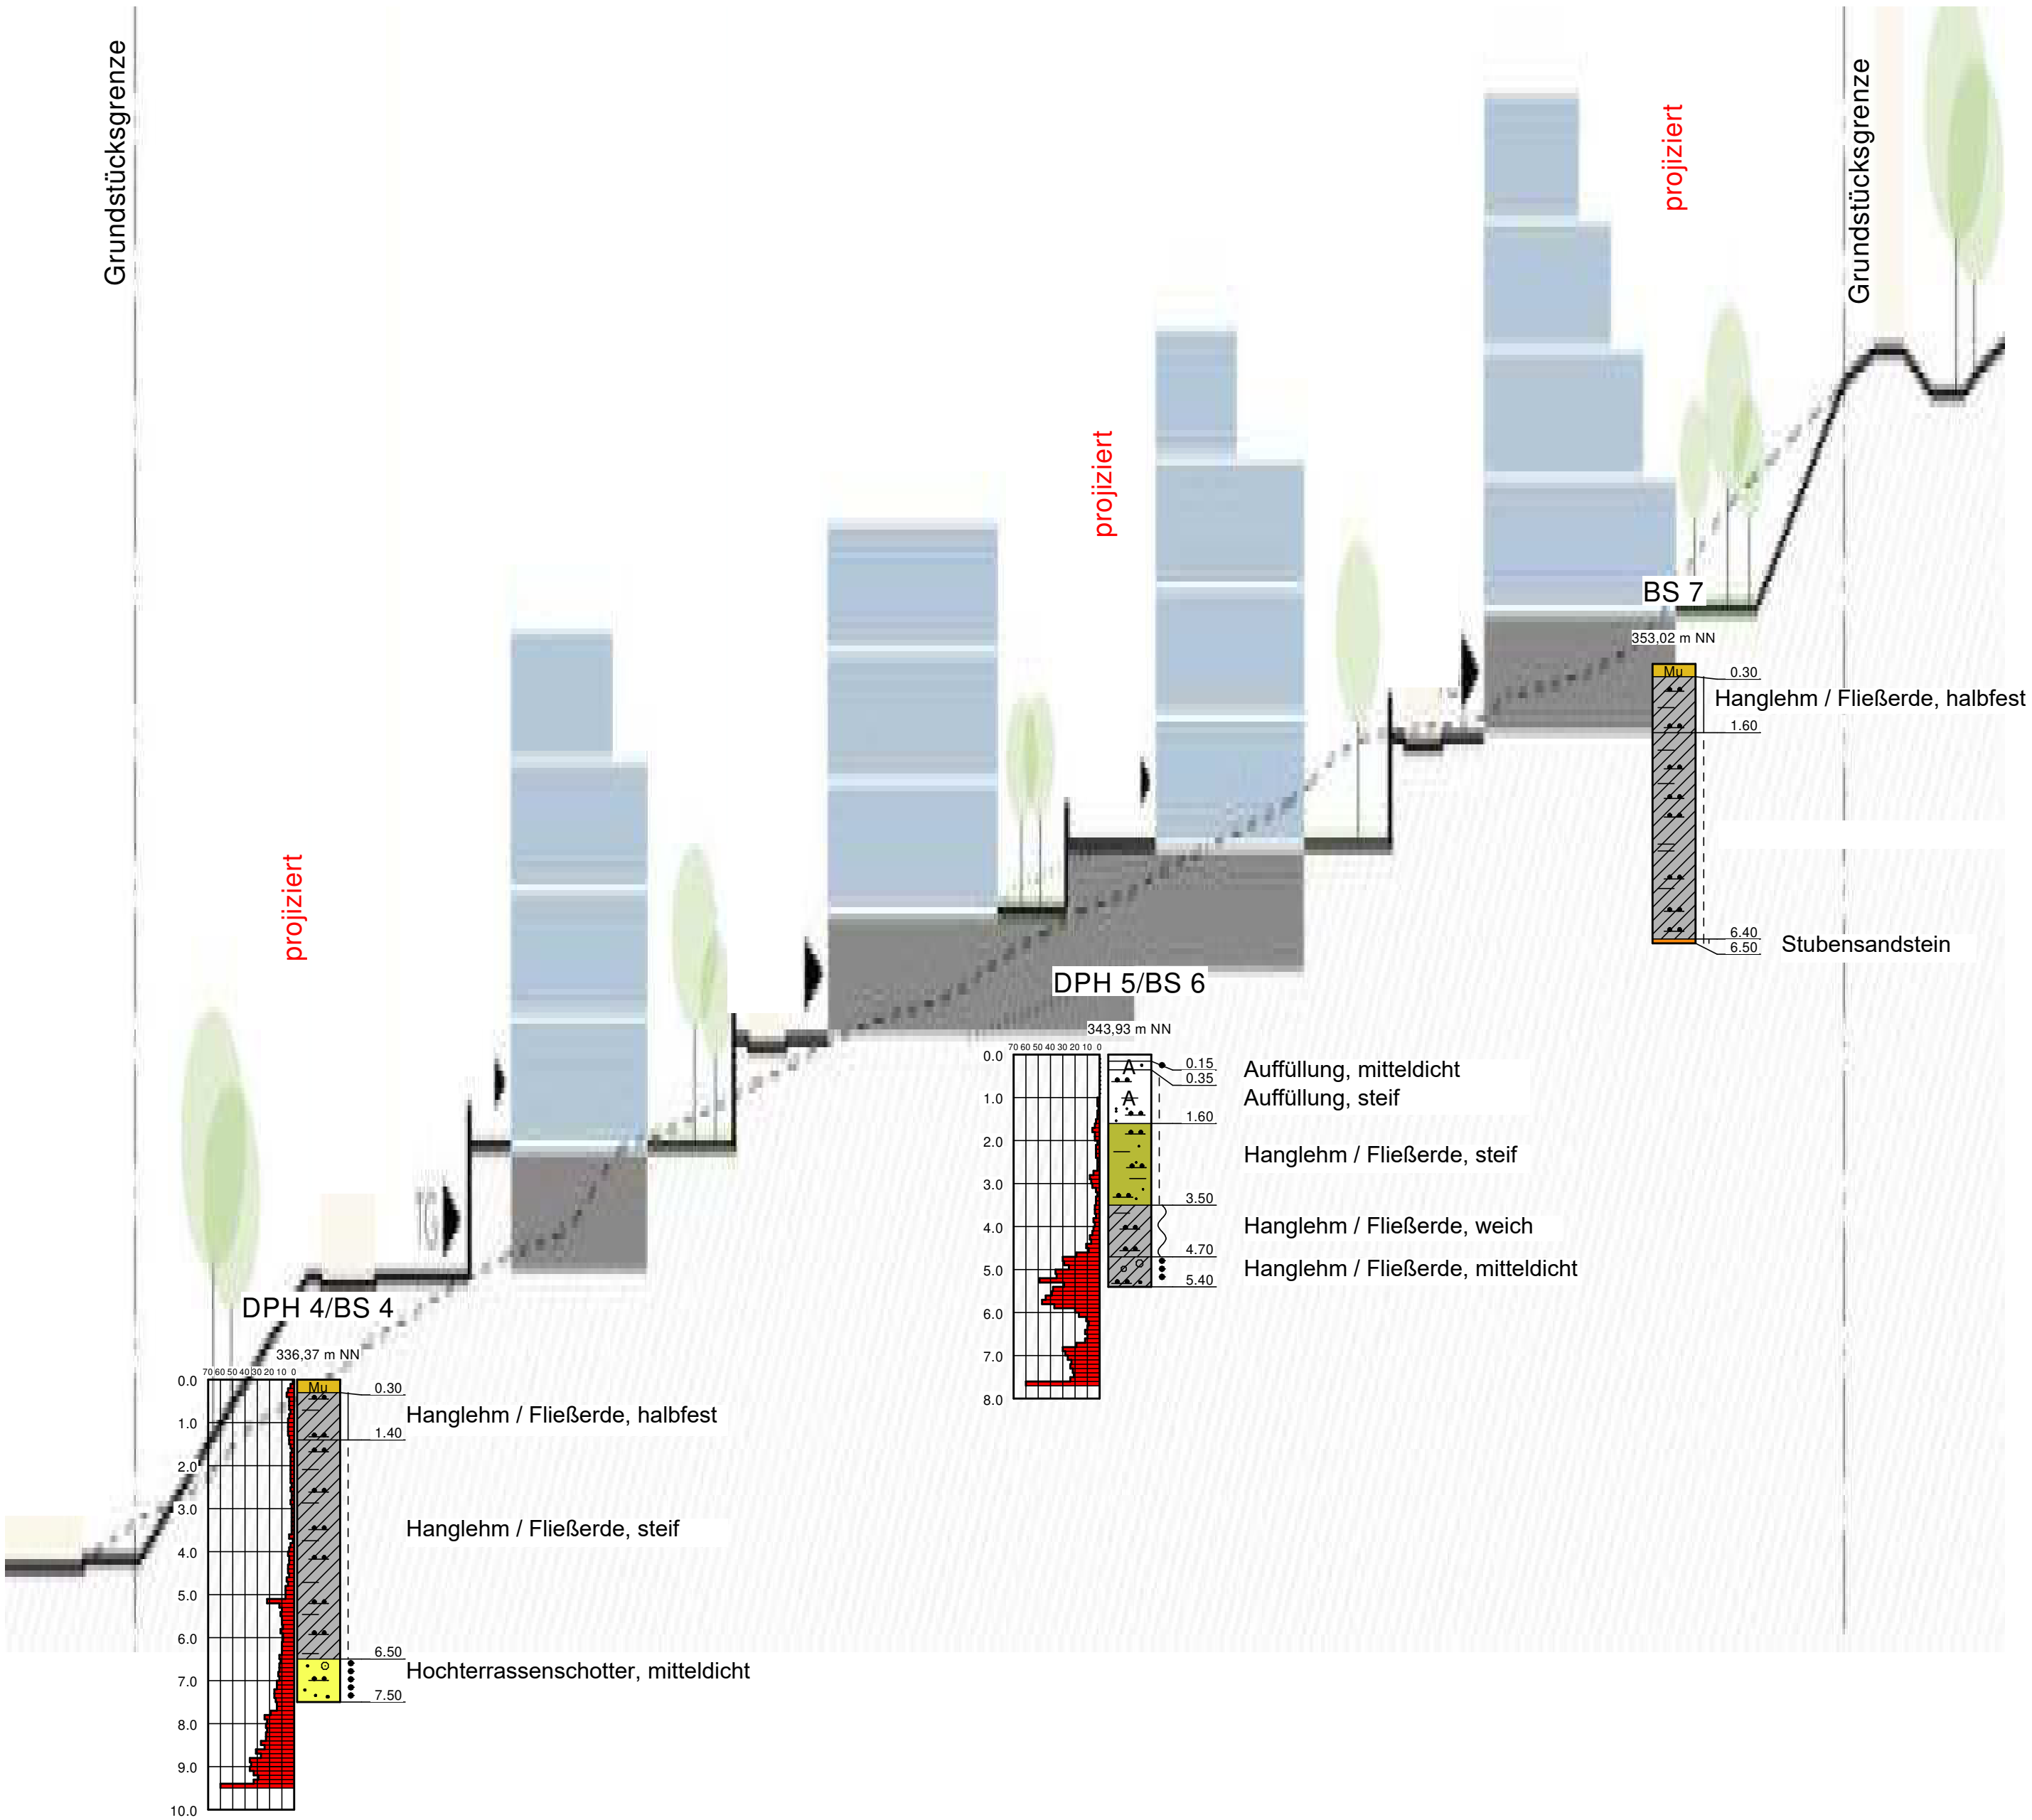 Grundstücksgrenze
Grundstücksgrenze
projiziert
projiziert
projiziert
BS 7
353,02 m NN
Mu
0.30
Hanglehm / Fließerde, halbfest
1.60
6.40
6.50
Stubensandstein
DPH 5/BS 6
343,93 m NN
70 60 50 40 30 20 10 0
0.0
1.0
2.0
3.0
4.0
5.0
6.0
7.0
8.0
A
A
0.15
0.35
1.60
3.50
4.70
5.40
Auffüllung, mitteldicht
Auffüllung, steif
Hanglehm / Fließerde, steif
Hanglehm / Fließerde, weich
Hanglehm / Fließerde, mitteldicht
DPH 4/BS 4
336,37 m NN
70 60 50 40 30 20 10 0
0.0
1.0
2.0
3.0
4.0
5.0
6.0
7.0
8.0
9.0
10.0
Mu
0.30
1.40
6.50
7.50
Hanglehm / Fließerde, halbfest
Hanglehm / Fließerde, steif
Hochterrassenschotter, mitteldicht